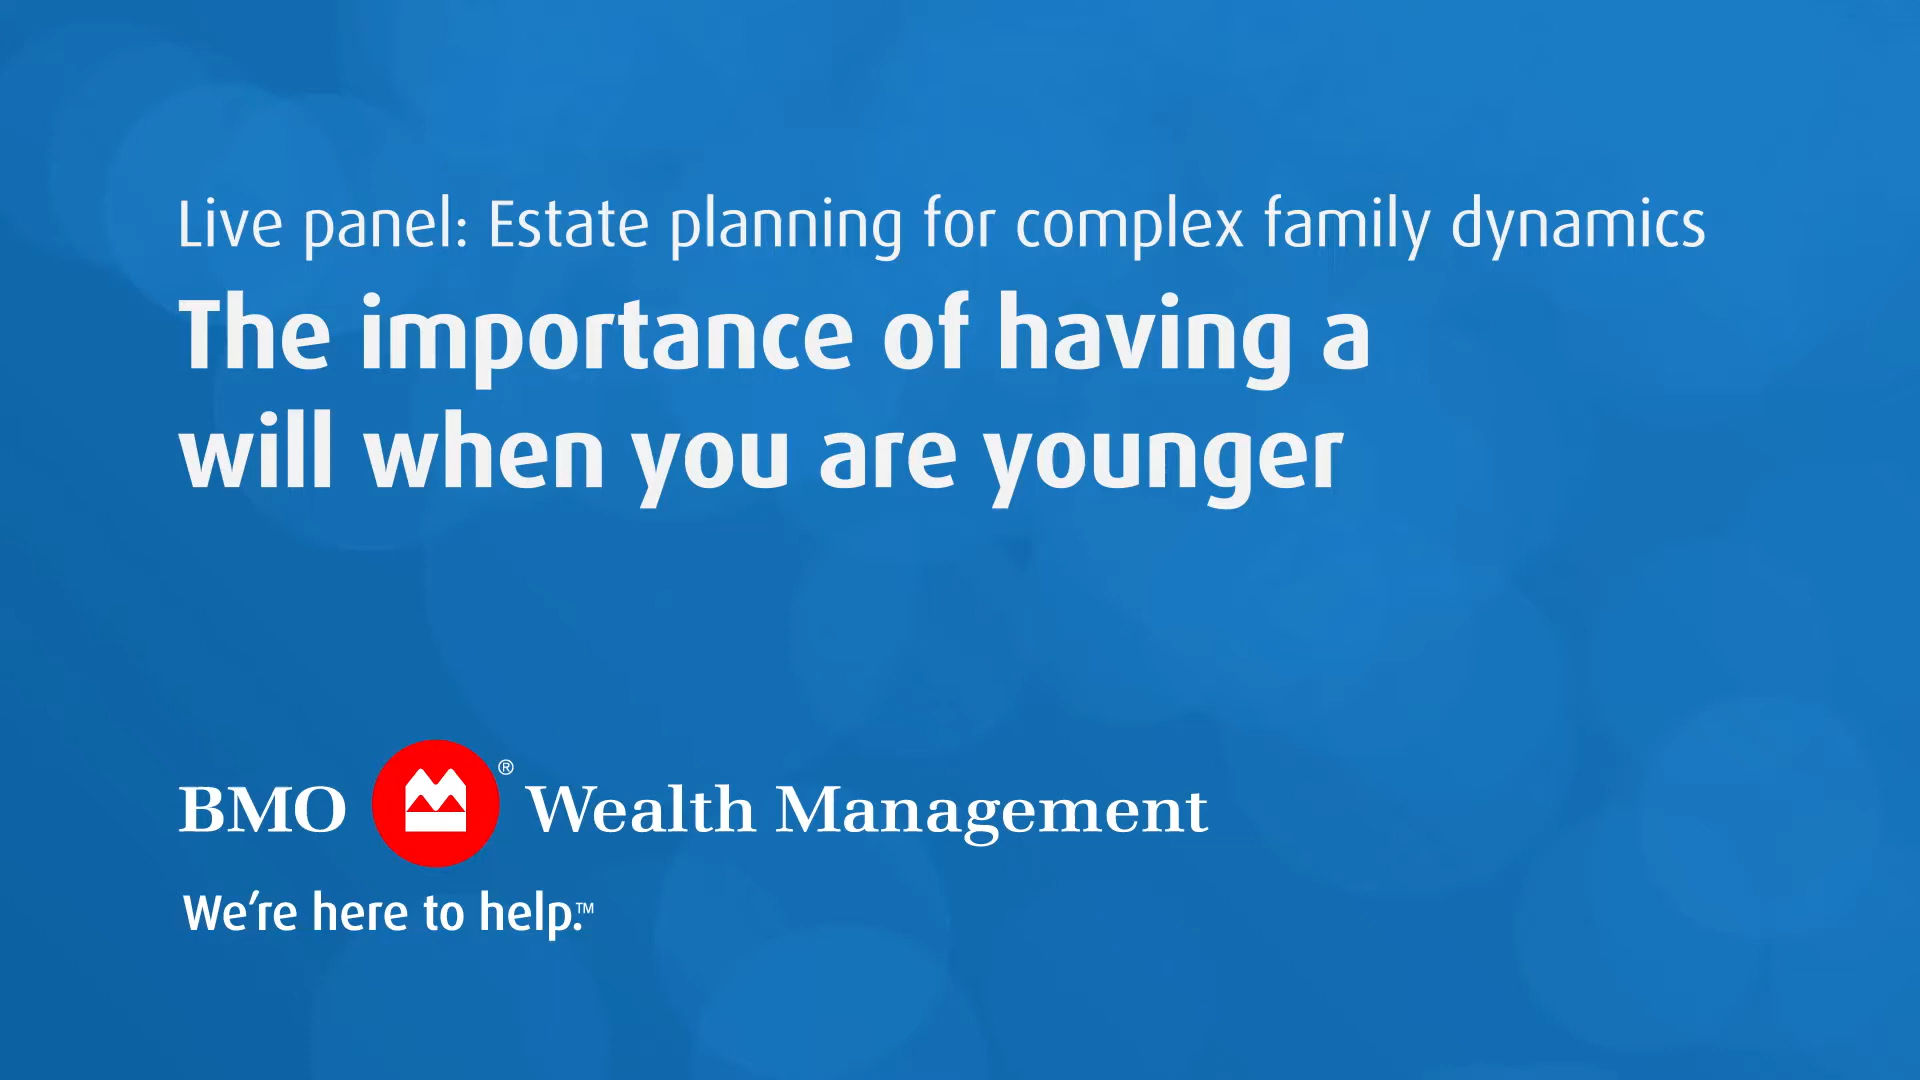 Live panel: Estate planning for complex family dynamics
The importance of having a
will when you are younger
BMO ® Wealth Management
We're here to help.™